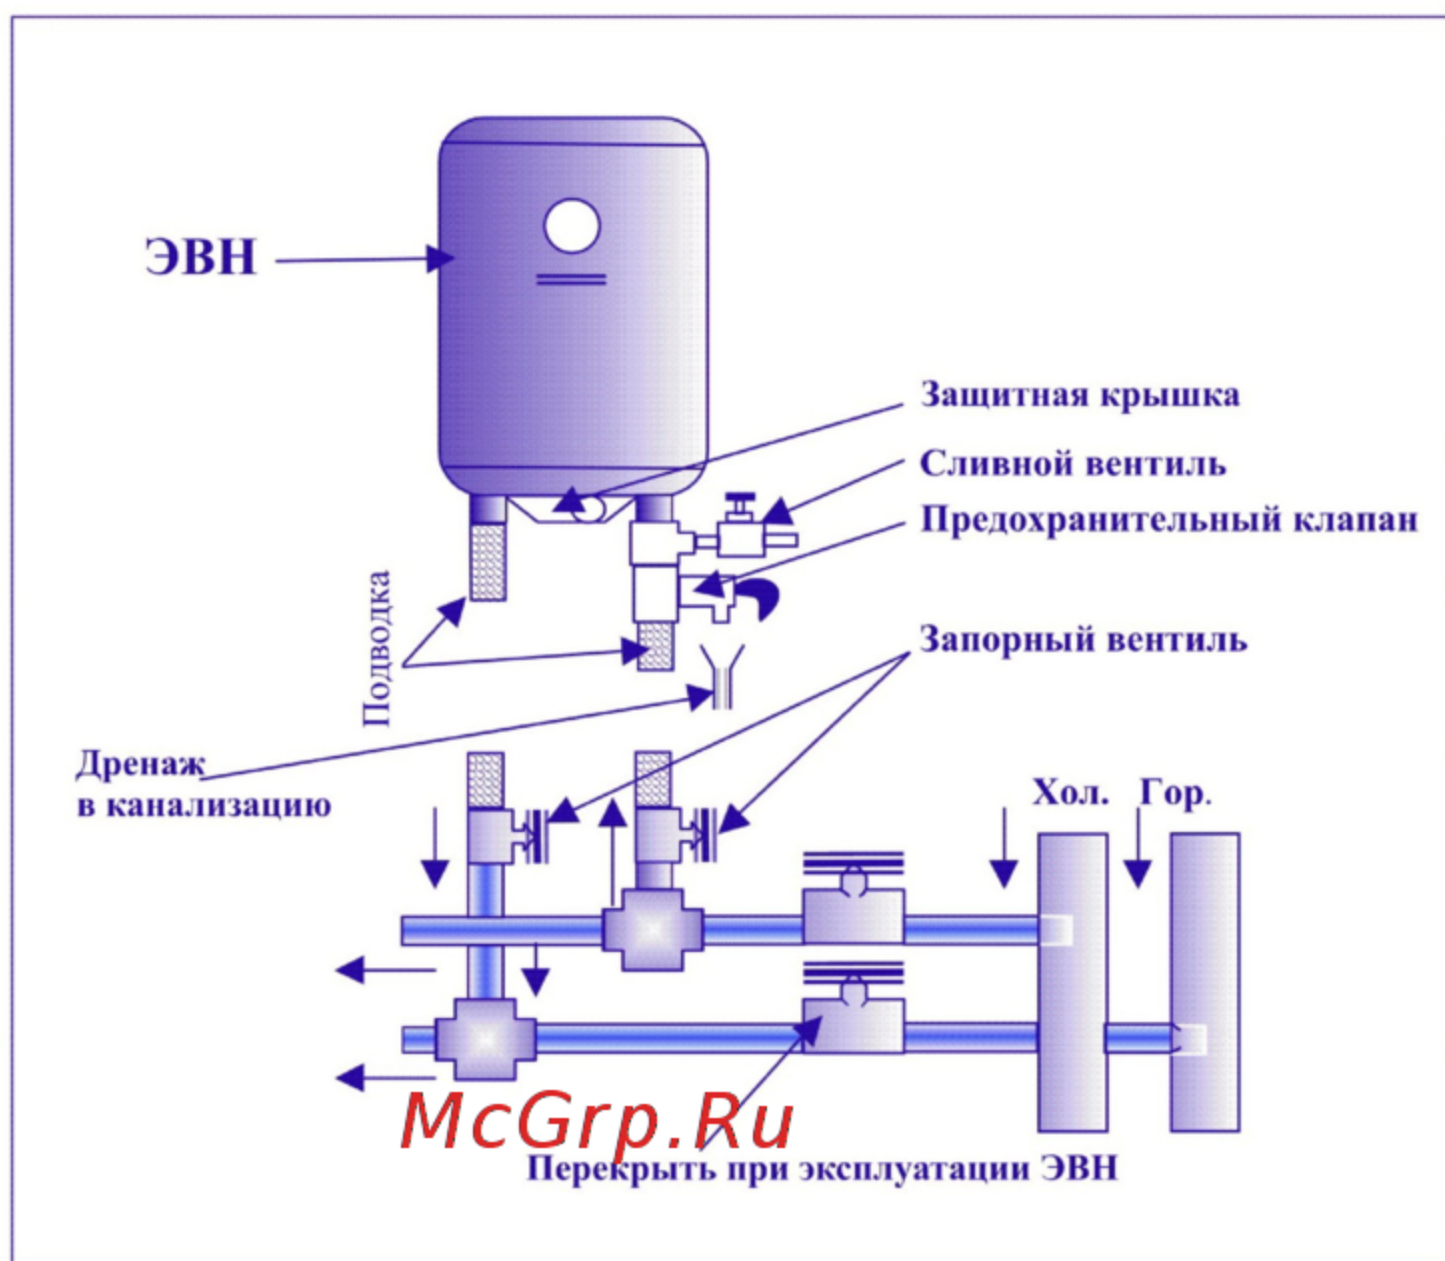 ЭВН
Защитная крышка
Сливной вентиль
Предохранительный клапан
Подводка
Запорный вентиль
Дренаж
в канализацию
Хол. Гор.
McGrp.Ru
Перекрыть при эксплуатации ЭВН